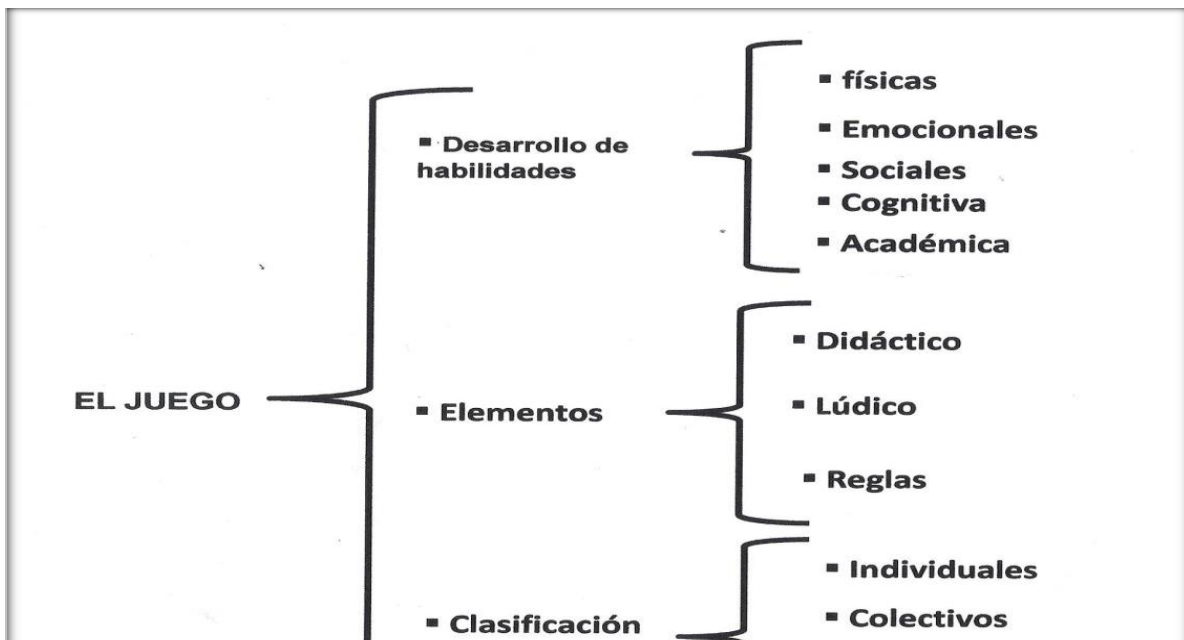 EL JUEGO
▪ Desarrollo de
habilidades
▪ físicas
▪ Emocionales
▪ Sociales
▪ Cognitiva
▪ Académica
▪ Elementos
▪ Didáctico
▪ Lúdico
▪ Reglas
▪ Clasificación
▪ Individuales
▪ Colectivos